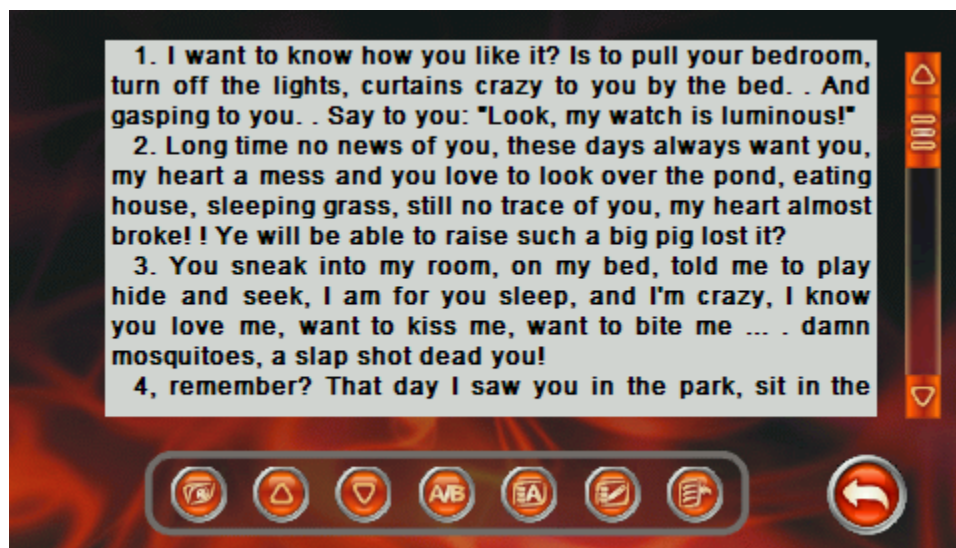 1. I want to know how you like it? Is to pull your bedroom,
turn off the lights, curtains crazy to you by the bed. . And
gasping to you. . Say to you: "Look, my watch is luminous!"
2. Long time no news of you, these days always want you,
my heart a mess and you love to look over the pond, eating
house, sleeping grass, still no trace of you, my heart almost
broke! ! Ye will be able to raise such a big pig lost it?
3. You sneak into my room, on my bed, told me to play
hide and seek, I am for you sleep, and I'm crazy, I know
you love me, want to kiss me, want to bite me ... . damn
mosquitoes, a slap shot dead you!
4, remember? That day I saw you in the park, sit in the
A/B
A